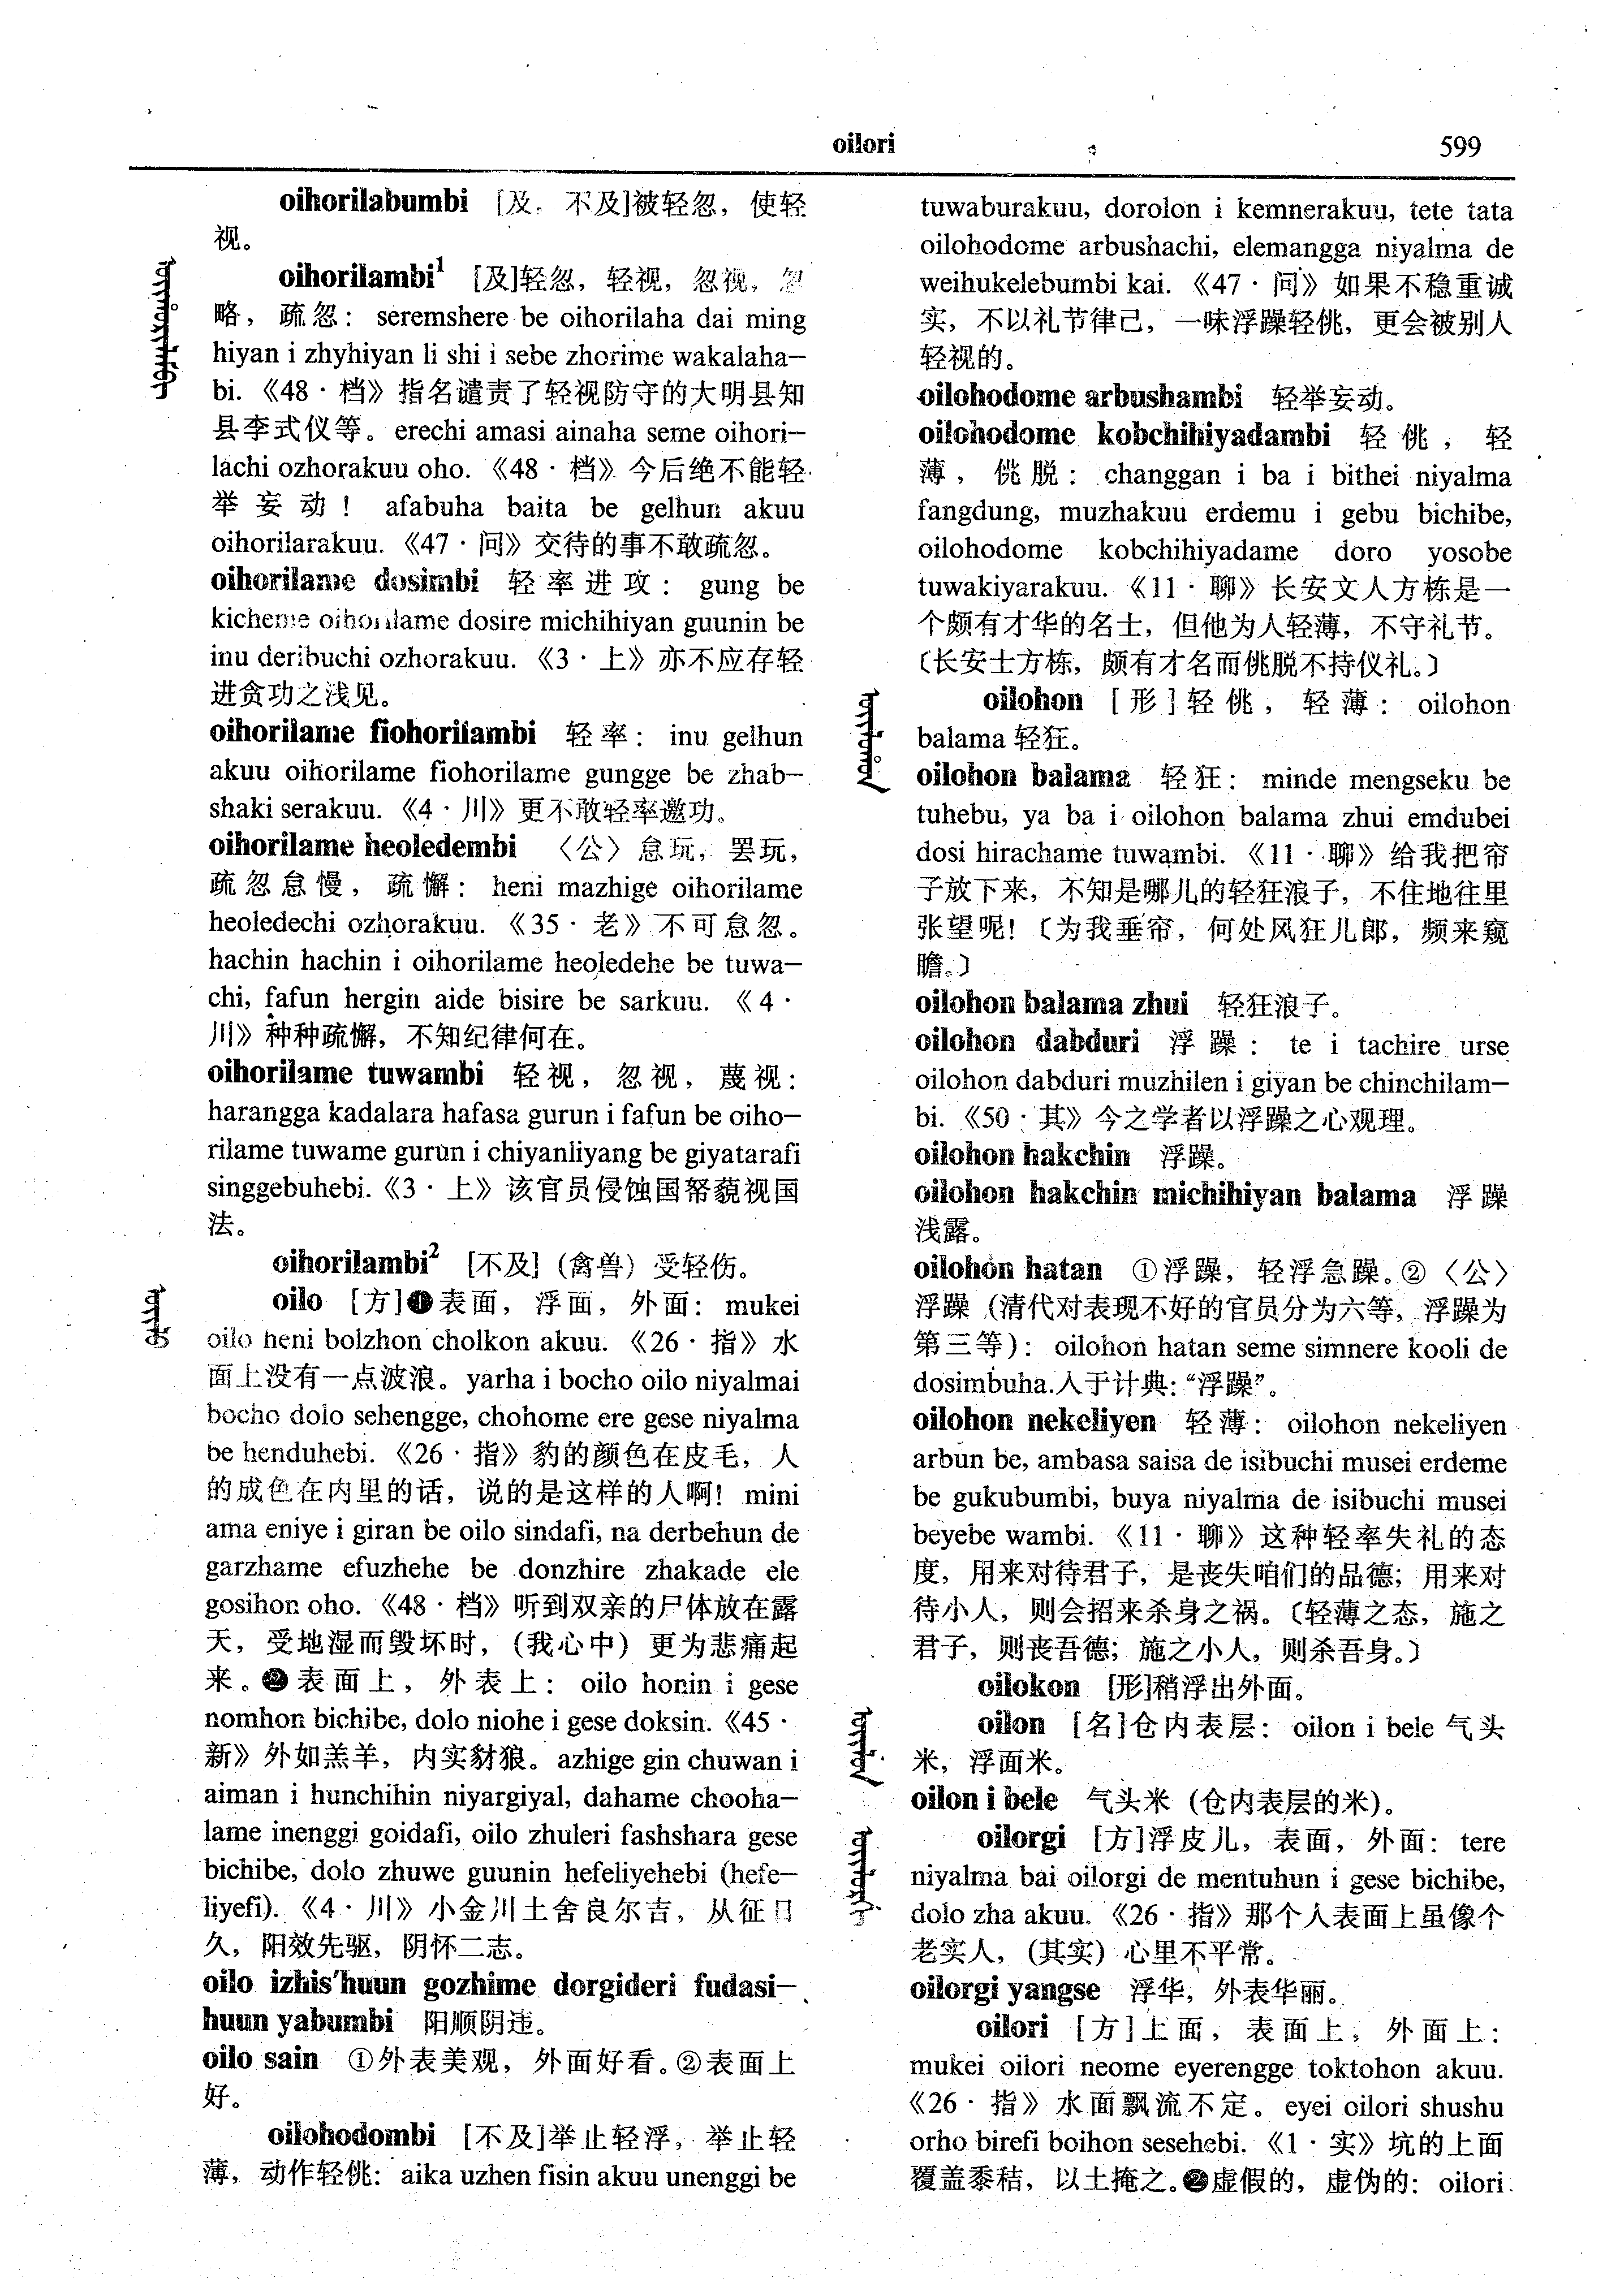 oilori
599
oihorilabumbi [及，不及]被轻忽，使轻
视。
oihorilambi¹ [及]轻忽，轻视，忽视，忽
略，疏忽：seremshere be oihorilaha dai ming
hiyan i zhyhiyan li shi i sebe zhorime wakalaha-
bi.《48·档》指名谴责了轻视防守的大明县知
县李式仪等。erechi amasi ainaha seme oihori-
lachi ozhorakuu oho.《48·档》今后绝不能轻
举妄动！ afabuha baita be gelhun akuu
oihorilarakuu.《47·问》交待的事不敢疏忽。
oihorilame dosimbi 轻率进攻：gung be
kicheme oihorilame dosire michihiyan guunin be
inu deribuchi ozhorakuu.《3·上》亦不应存轻
进贪功之浅见。
oihorilame fiohorilambi 轻率：inu gelhun
akuu oihorilame fiohorilame gungge be zhab-
shaki serakuu.《4·川》更不敢轻率邀功。
oihorilame heoledembi 〈公〉怠玩，罢玩，
疏忽怠慢，疏懈：heni mazhige oihorilame
heoledechi ozhorakuu.《35·老》不可怠忽。
hachin hachin i oihorilame heoledehe be tuwa-
chi, fafun hergin aide bisire be sarkuu.《4·
川》种种疏懈，不知纪律何在。
oihorilame tuwambi 轻视，忽视，蔑视：
harangga kadalara hafasa gurun i fafun be oiho-
rilame tuwame gurun i chiyanliyang be giyatarafi
singgebuhebi.《3·上》该官员侵蚀国帑藐视国
法。
oihorilambi² [不及]（禽兽）受轻伤。
oilo [方]❶表面，浮面，外面：mukei
oilo heni bolzhon cholkon akuu.《26·指》水
面上没有一点波浪。yarha i bocho oilo niyalmai
bocho dolo sehengge, chohome ere gese niyalma
be henduhebi.《26·指》豹的颜色在皮毛，人
的成色在内里的话，说的是这样的人啊！mini
ama eniye i giran be oilo sindafi, na derbehun de
garzhame efuzhehe be donzhire zhakade ele
gosihon oho.《48·档》听到双亲的尸体放在露
天，受地湿而毁坏时，（我心中）更为悲痛起
来。❷表面上，外表上：oilo honin i gese
nomhon bichibe, dolo niohe i gese doksin.《45·
新》外如羔羊，内实豺狼。azhige gin chuwan i
aiman i hunchihin niyargiyal, dahame chooha-
lame inenggi goidafi, oilo zhuleri fashshara gese
bichibe, dolo zhuwe guunin hefeliyehebi (hefe-
liyefi).《4·川》小金川土舍良尔吉，从征日
久，阳效先驱，阴怀二志。
oilo izhis'huun gozhime dorgideri fudasi-
huun yabumbi 阳顺阴违。
oilo sain ①外表美观，外面好看。②表面上
好。
oilohodombi [不及]举止轻浮，举止轻
薄，动作轻佻：aika uzhen fisin akuu unenggi be
tuwaburakuu, dorolon i kemnerakuu, tete tata
oilohodome arbushachi, elemangga niyalma de
weihukelebumbi kai.《47·问》如果不稳重诚
实，不以礼节律己，一味浮躁轻佻，更会被别人
轻视的。
oilohodome arbushambi 轻举妄动。
oilohodome kobchihiyadambi 轻佻，轻
薄，佻脱：changgan i ba i bithei niyalma
fangdung, muzhakuu erdemu i gebu bichibe,
oilohodome kobchihiyadame doro yosobe
tuwakiyarakuu.《11·聊》长安文人方栋是一
个颇有才华的名士，但他为人轻薄，不守礼节。
〔长安士方栋，颇有才名而佻脱不持仪礼。〕
oilohon [形]轻佻，轻薄：oilohon
balama 轻狂。
oilohon balama 轻狂：minde mengseku be
tuhebu, ya ba i oilohon balama zhui emdubei
dosi hirachame tuwambi.《11·聊》给我把帘
子放下来，不知是哪儿的轻狂浪子，不住地往里
张望呢！〔为我垂帘，何处风狂儿郎，频来窥
瞻。〕
oilohon balama zhui 轻狂浪子。
oilohon dabduri 浮躁：te i tachire urse
oilohon dabduri muzhilen i giyan be chinchilam-
bi.《50·其》今之学者以浮躁之心观理。
oilohon hakchin 浮躁。
oilohon hakchin michihiyan balama 浮躁
浅露。
oilohon hatan ①浮躁，轻浮急躁。②〈公〉
浮躁（清代对表现不好的官员分为六等，浮躁为
第三等）：oilohon hatan seme simnere kooli de
dosimbuha.入于计典：“浮躁”。
oilohon nekeliyen 轻薄：oilohon nekeliyen
arbun be, ambasa saisa de isibuchi musei erdeme
be gukubumbi, buya niyalma de isibuchi musei
beyebe wambi.《11·聊》这种轻率失礼的态
度，用来对待君子，是丧失咱们的品德；用来对
待小人，则会招来杀身之祸。〔轻薄之态，施之
君子，则丧吾德；施之小人，则杀吾身。〕
oilokon [形]稍浮出外面。
oilon [名]仓内表层：oilon i bele 气头
米，浮面米。
oilon i bele 气头米（仓内表层的米）。
oilorgi [方]浮皮儿，表面，外面：tere
niyalma bai oilorgi de mentuhun i gese bichibe,
dolo zha akuu.《26·指》那个人表面上虽像个
老实人，（其实）心里不平常。
oilorgi yangse 浮华，外表华丽。
oilori [方]上面，表面上，外面上：
mukei oilori neome eyerengge toktohon akuu.
《26·指》水面飘流不定。eyei oilori shushu
orho birefi boihon sesehebi.《1·实》坑的上面
覆盖黍秸，以土掩之。❷虚假的，虚伪的：oilori